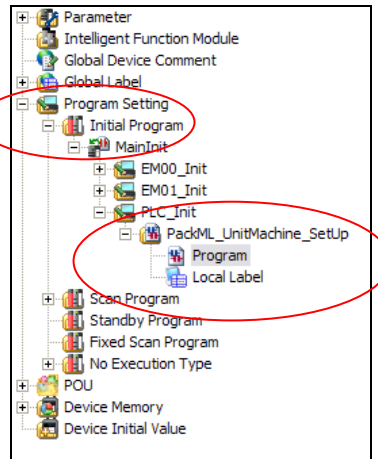 Parameter
Intelligent Function Module
Global Device Comment
Global Label
Program Setting
Initial Program
MainInit
EM00_Init
EM01_Init
PLC_Init
PackML_UnitMachine_SetUp
Program
Local Label
Scan Program
Standby Program
Fixed Scan Program
No Execution Type
POU
Device Memory
Device Initial Value